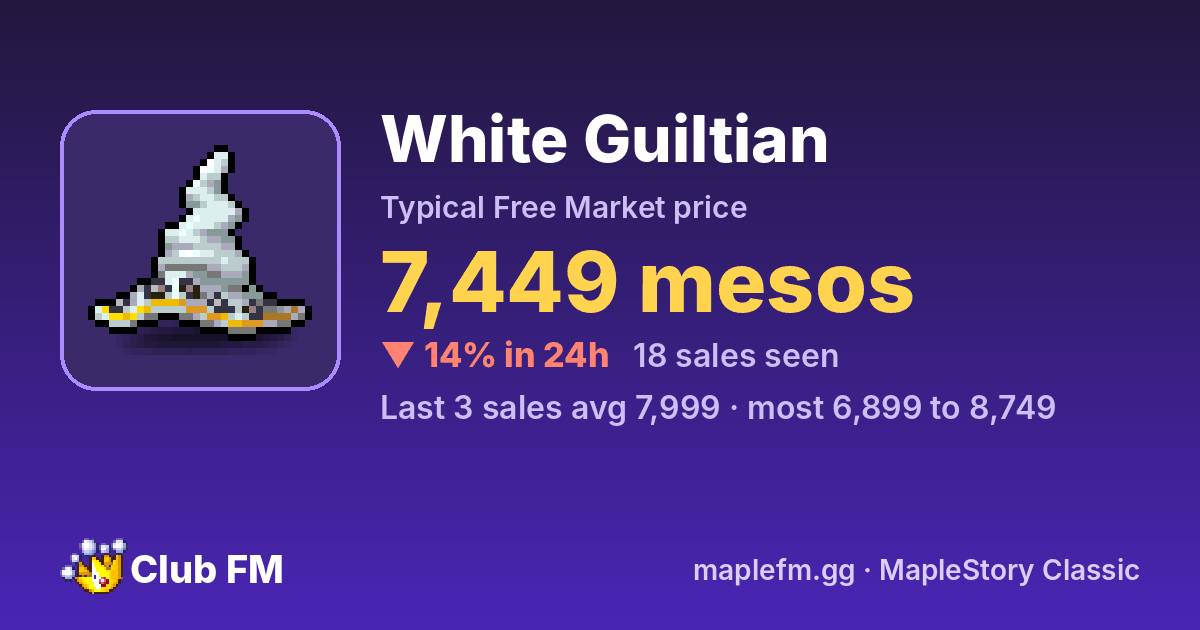 White Guiltian
Typical Free Market price
7,449 mesos
▼ 14% in 24h 18 sales seen
Last 3 sales avg 7,999 · most 6,899 to 8,749
Club FM
maplefm.gg · MapleStory Classic